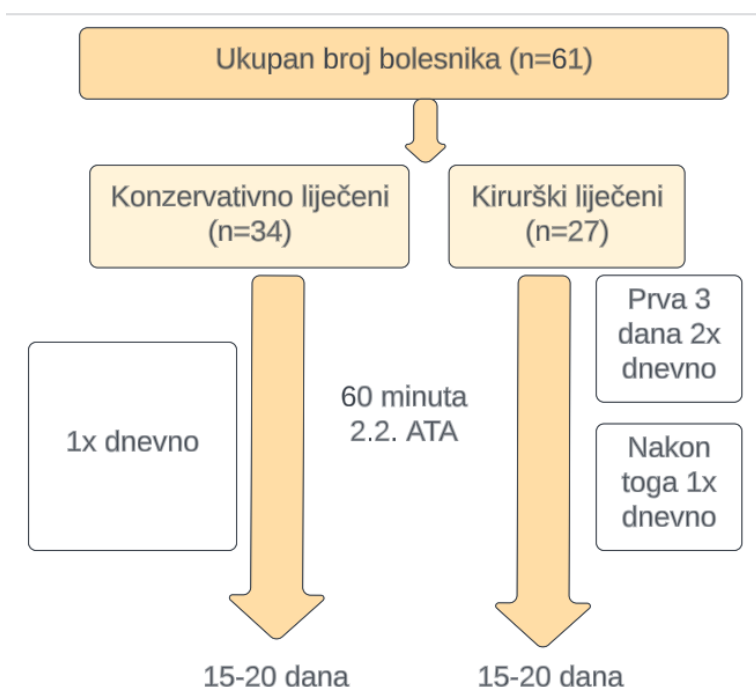 Ukupan broj bolesnika (n=61)
Konzervativno liječeni
(n=34)
Kirurški liječeni
(n=27)
1x dnevno
60 minuta
2.2. ATA
Prva 3
dana 2x
dnevno
Nakon
toga 1x
dnevno
15-20 dana
15-20 dana